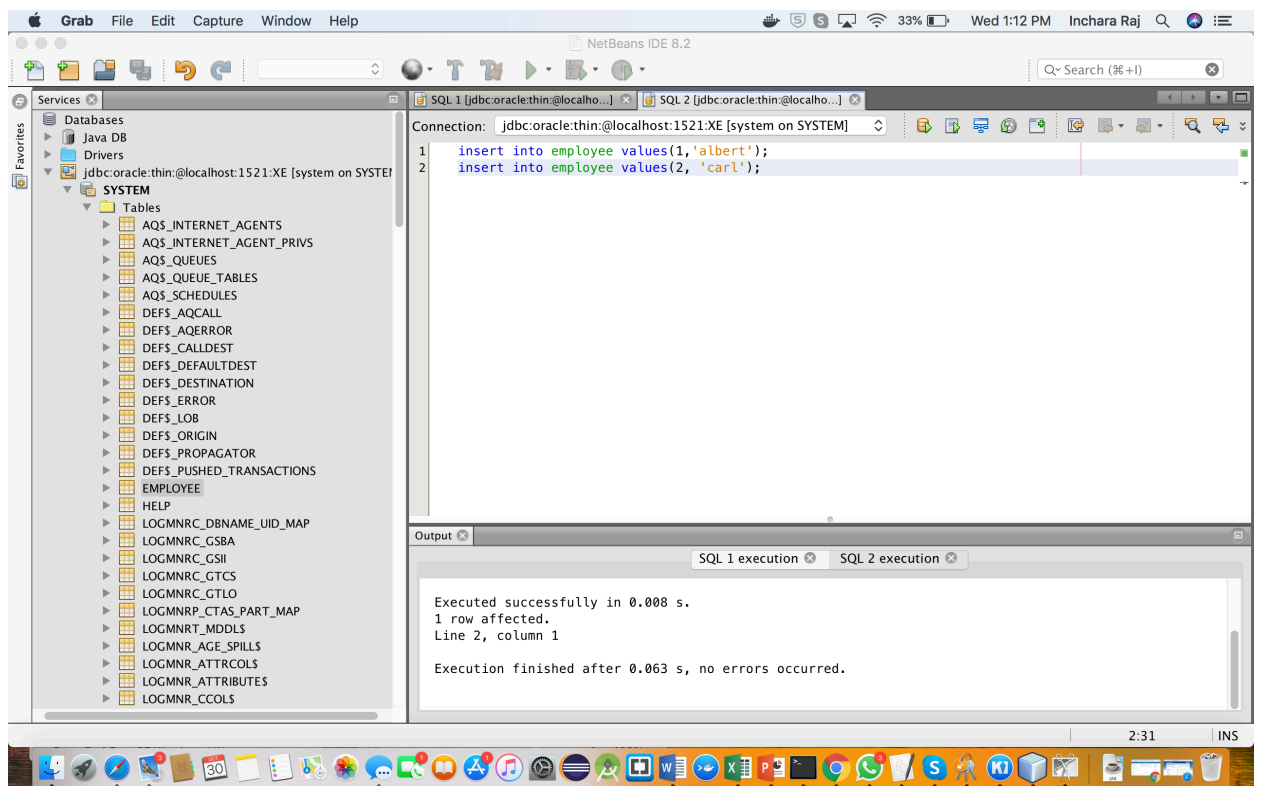 Grab File Edit Capture Window Help 33% Wed 1:12 PM Inchara Raj
NetBeans IDE 8.2
Search (⌘+I)
Services
SQL 1 [jdbc:oracle:thin:@localho...] SQL 2 [jdbc:oracle:thin:@localho...]
Favorites
Connection: jdbc:oracle:thin:@localhost:1521:XE [system on SYSTEM]
Databases
Java DB
Drivers
jdbc:oracle:thin:@localhost:1521:XE [system on SYSTEM
SYSTEM
Tables
AQ$_INTERNET_AGENTS
AQ$_INTERNET_AGENT_PRIVS
AQ$_QUEUES
AQ$_QUEUE_TABLES
AQ$_SCHEDULES
DEF$_AQCALL
DEF$_AQERROR
DEF$_CALLDEST
DEF$_DEFAULTDEST
DEF$_DESTINATION
DEF$_ERROR
DEF$_LOB
DEF$_ORIGIN
DEF$_PROPAGATOR
DEF$_PUSHED_TRANSACTIONS
EMPLOYEE
HELP
LOGMNRC_DBNAME_UID_MAP
LOGMNRC_GSBA
LOGMNRC_GSII
LOGMNRC_GTCS
LOGMNRC_GTLO
LOGMNRP_CTAS_PART_MAP
LOGMNRT_MDDL$
LOGMNR_AGE_SPILL$
LOGMNR_ATTRCOL$
LOGMNR_ATTRIBUTE$
LOGMNR_CCOL$
1 insert into employee values(1,'albert');
2 insert into employee values(2, 'carl');
Output
SQL 1 execution SQL 2 execution
Executed successfully in 0.008 s.
1 row affected.
Line 2, column 1
Execution finished after 0.063 s, no errors occurred.
2:31 INS